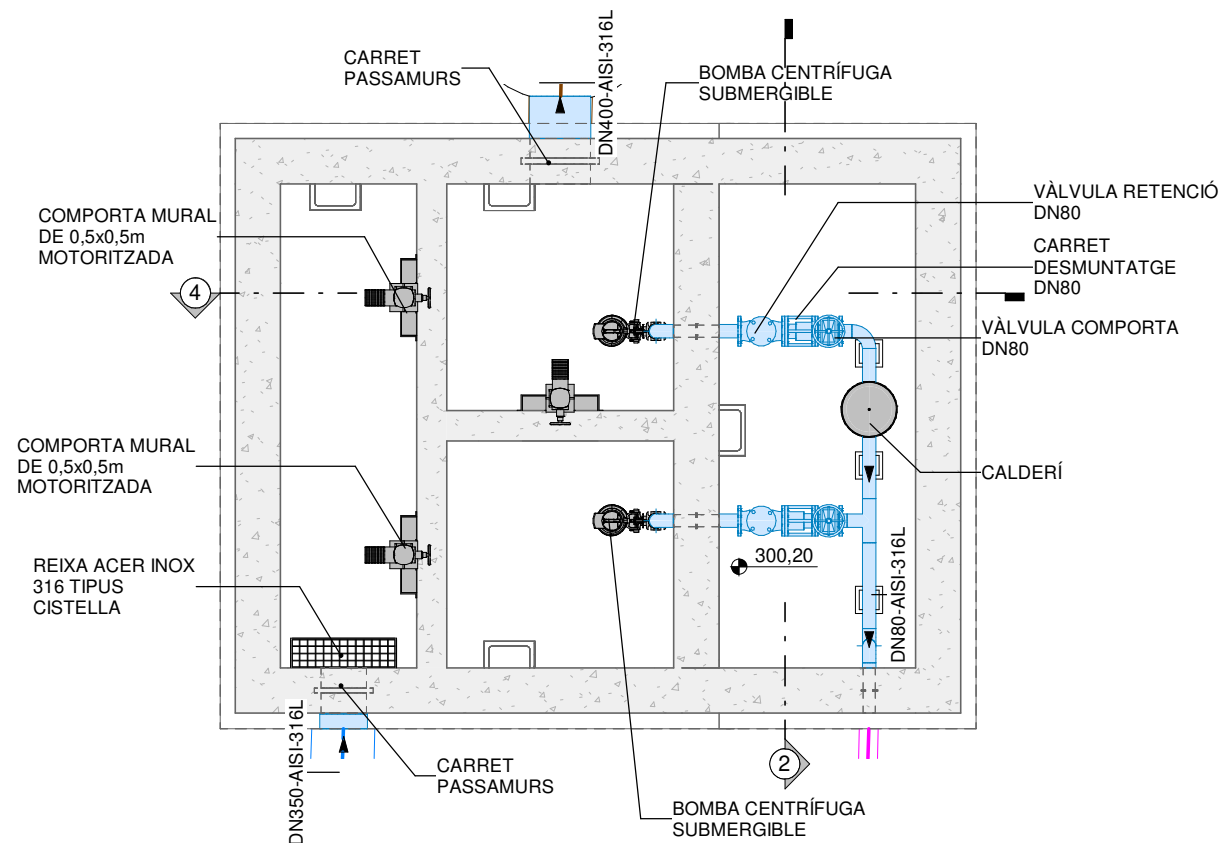 CARRET
PASSAMURS
DN400-AISI-316L
BOMBA CENTRÍFUGA
SUBMERGIBLE
VÀLVULA RETENCIÓ
DN80
COMPORTA MURAL
DE 0,5x0,5m
MOTORITZADA
CARRET
DESMUNTATGE
DN80
4
VÀLVULA COMPORTA
DN80
COMPORTA MURAL
DE 0,5x0,5m
MOTORITZADA
CALDERÍ
REIXA ACER INOX
316 TIPUS
CISTELLA
300,20
DN80-AISI-316L
DN350-AISI-316L
CARRET
PASSAMURS
2
BOMBA CENTRÍFUGA
SUBMERGIBLE